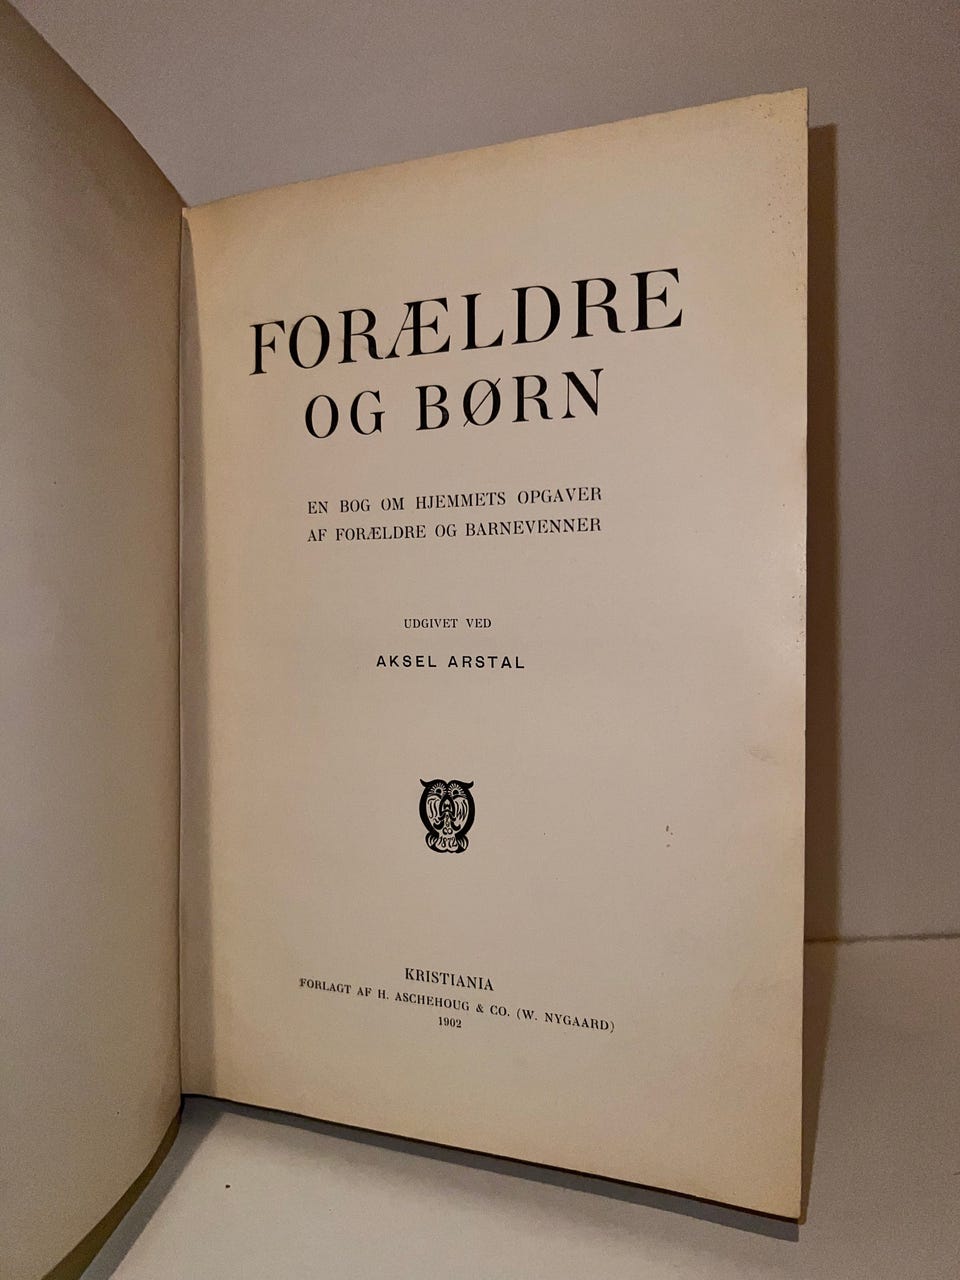 FORÆLDRE
OG BØRN
EN BOG OM HJEMMETS OPGAVER
AF FORÆLDRE OG BARNEVENNER
UDGIVET VED
AKSEL ARSTAL
1872
KRISTIANIA
FORLAGT AF H. ASCHEHOUG & CO. (W. NYGAARD)
1902